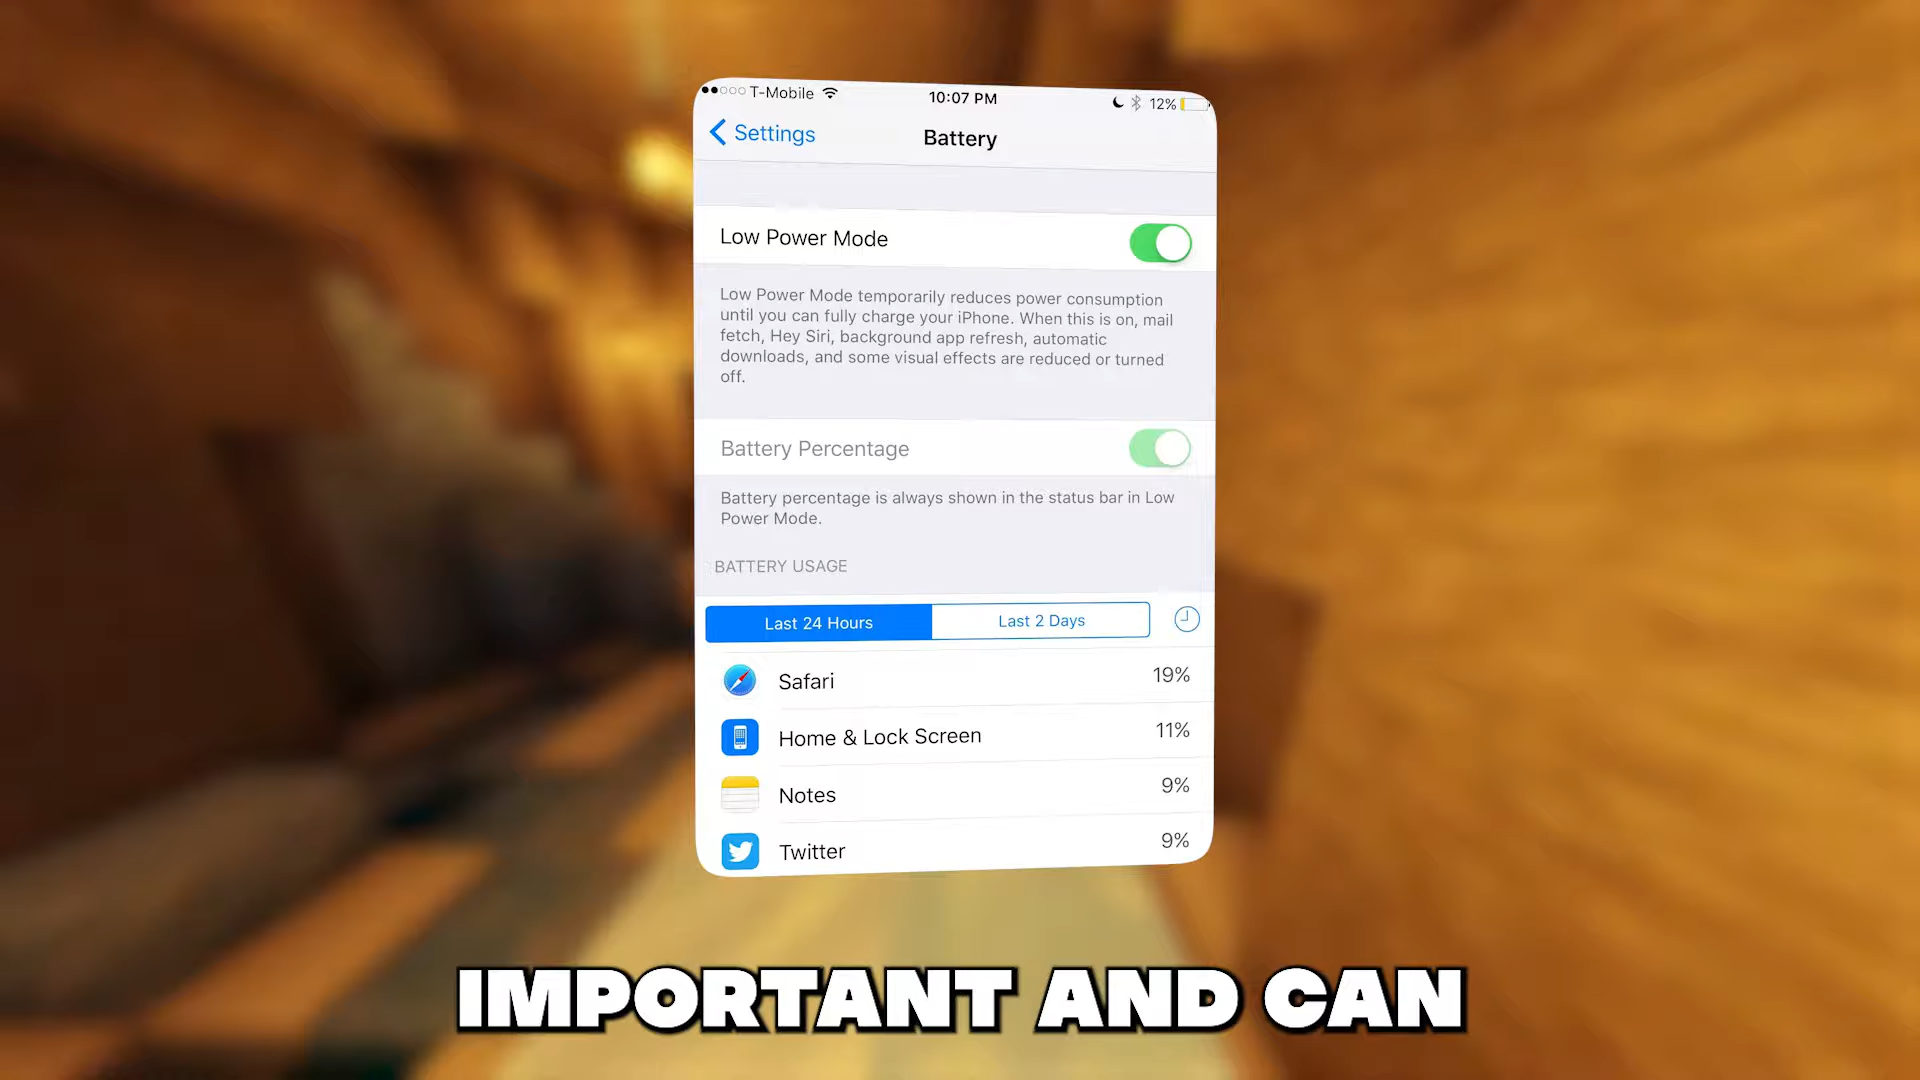 T-Mobile 10:07 PM 12%
Settings Battery
Low Power Mode
Low Power Mode temporarily reduces power consumption
until you can fully charge your iPhone. When this is on, mail
fetch, Hey Siri, background app refresh, automatic
downloads, and some visual effects are reduced or turned
off.
Battery Percentage
Battery percentage is always shown in the status bar in Low
Power Mode.
BATTERY USAGE
Last 24 Hours Last 2 Days
Safari 19%
Home & Lock Screen 11%
Notes 9%
Twitter 9%
IMPORTANT AND CAN